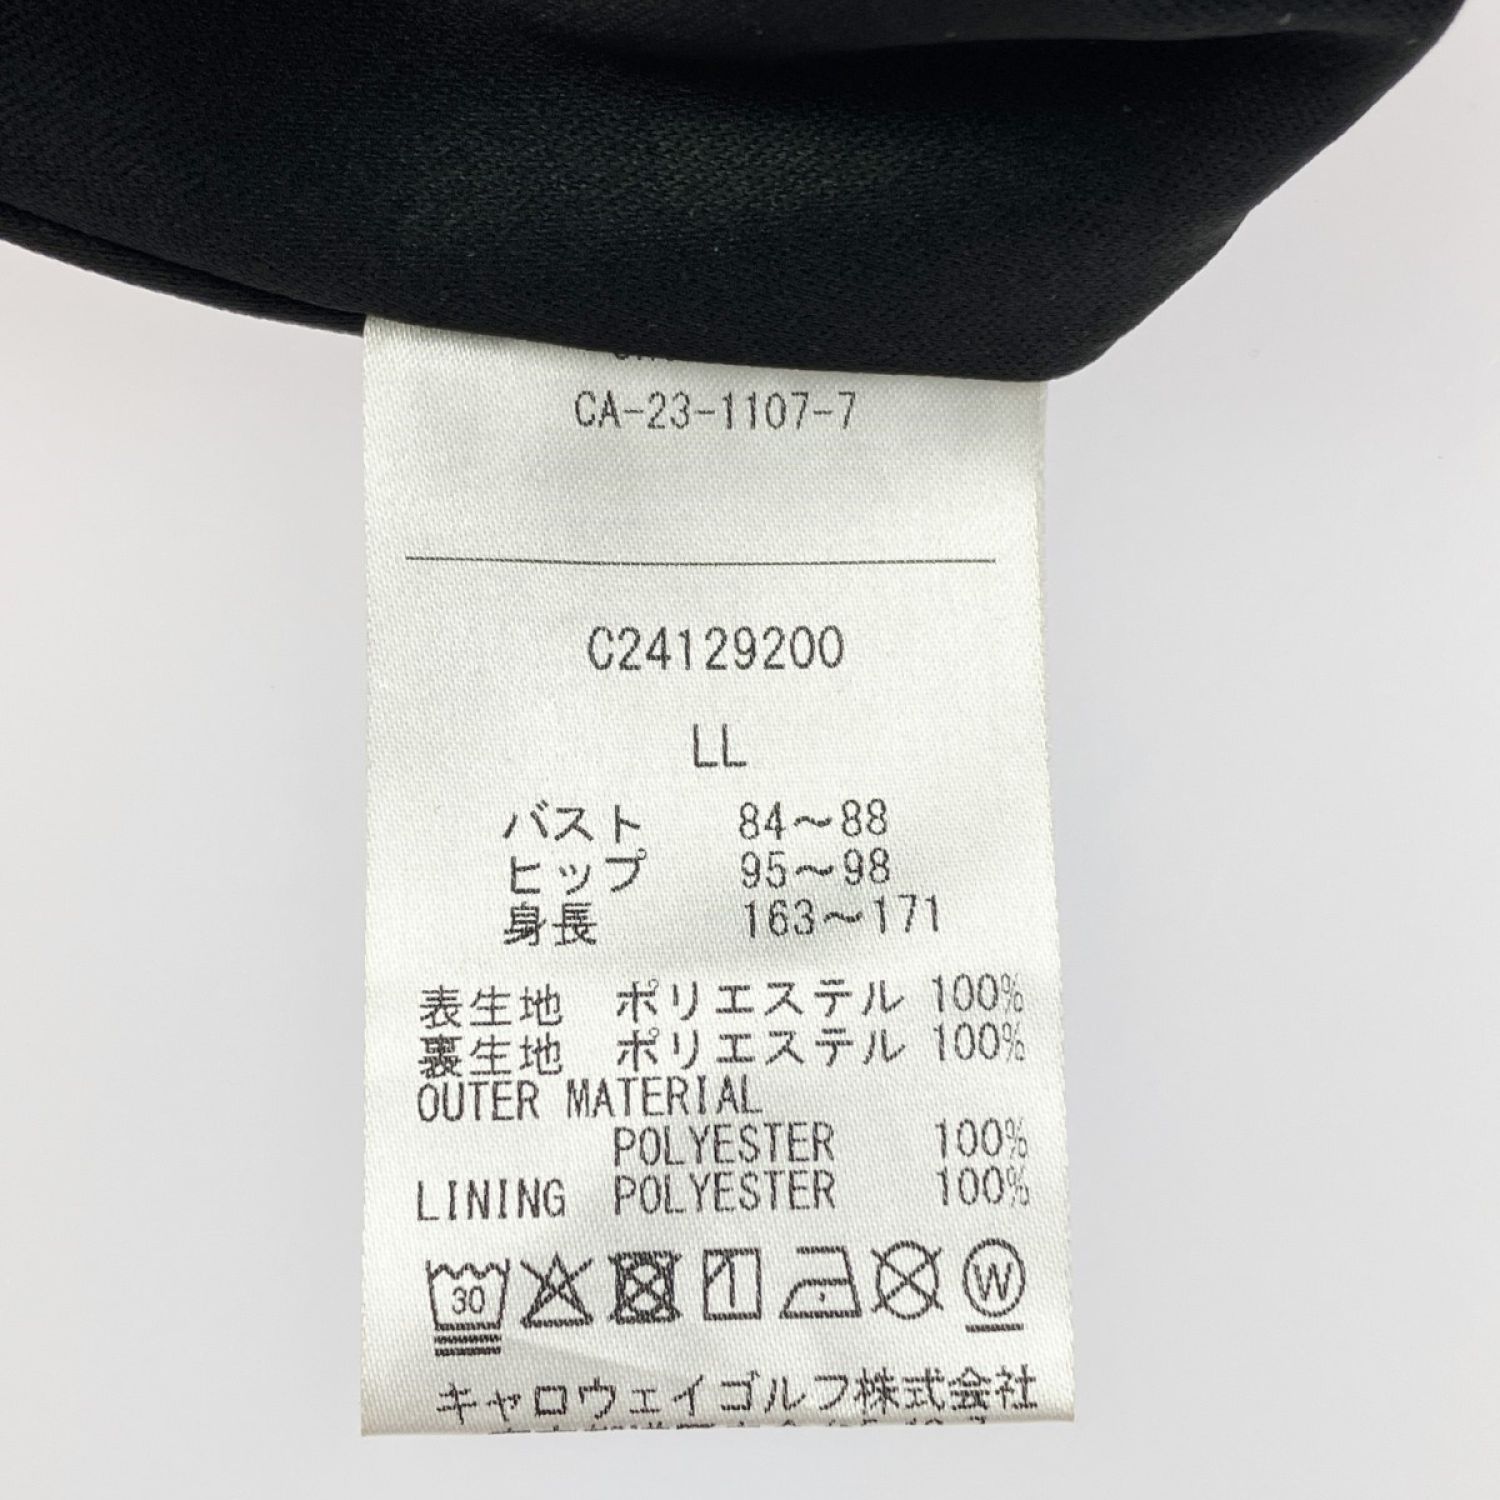 CA-23-1107-7
C24129200
LL
バスト 84～88
ヒップ 95～98
身長 163～171
表生地 ポリエステル 100%
裏生地 ポリエステル 100%
OUTER MATERIAL
POLYESTER 100%
LINING POLYESTER 100%
30 W
キャロウェイゴルフ株式会社